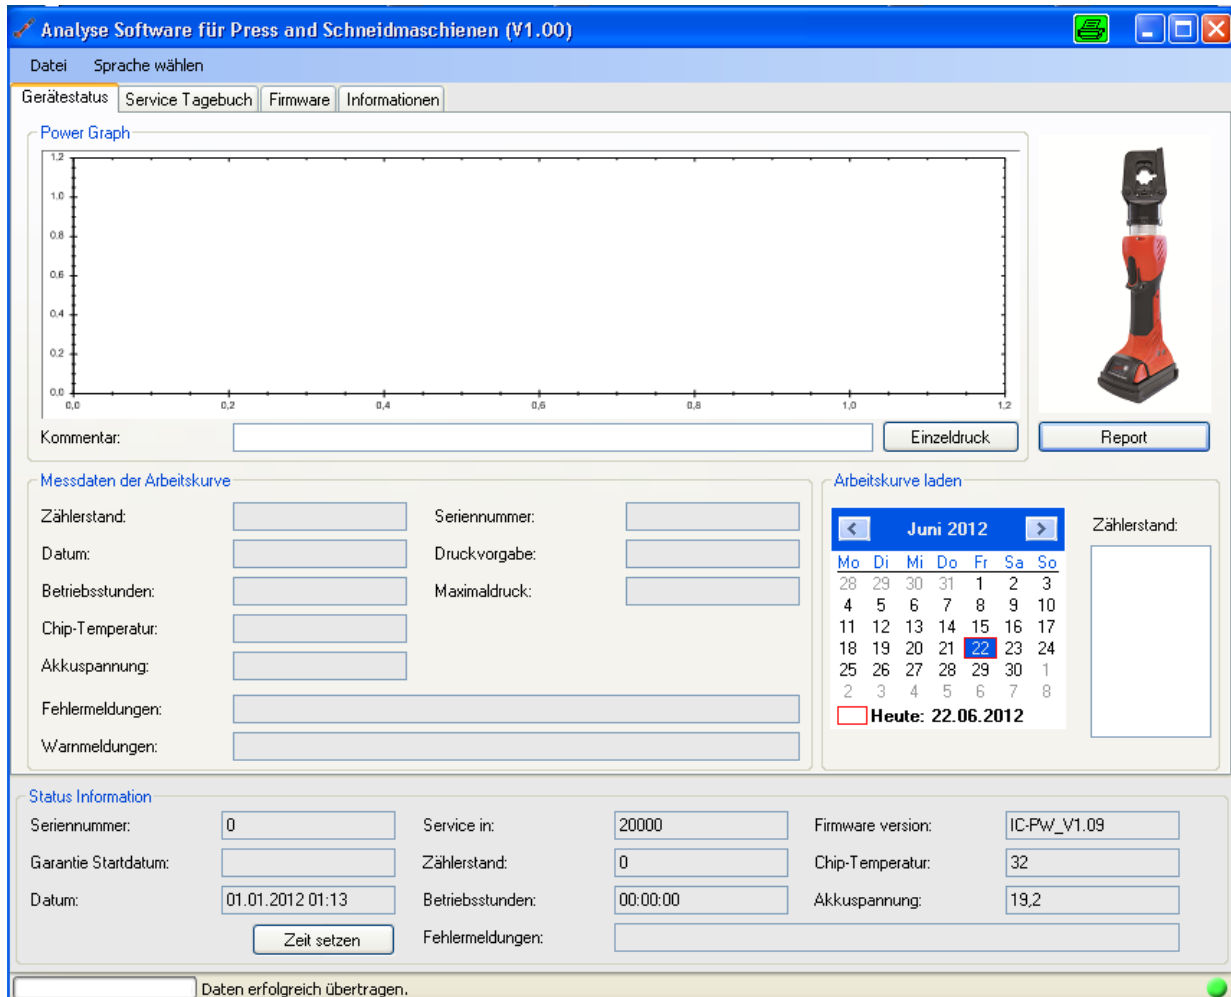 Analyse Software für Press and Schneidmaschienen (V1.00)
Datei Sprache wählen
Gerätestatus Service Tagebuch Firmware Informationen
Power Graph
1,2
1,0
0,8
0,6
0,4
0,2
0,0
0,0 0,2 0,4 0,6 0,8 1,0 1,2
Kommentar: Einzeldruck Report
Messdaten der Arbeitskurve
Zählerstand: Seriennummer:
Datum: Druckvorgabe:
Betriebsstunden: Maximaldruck:
Chip-Temperatur:
Akkuspannung:
Fehlermeldungen:
Warnmeldungen:
Arbeitskurve laden
Juni 2012
Mo Di Mi Do Fr Sa So
28 29 30 31 1 2 3
4 5 6 7 8 9 10
11 12 13 14 15 16 17
18 19 20 21 22 23 24
25 26 27 28 29 30 1
2 3 4 5 6 7 8
Heute: 22.06.2012
Zählerstand:
Status Information
Seriennummer: 0 Service in: 20000 Firmware version: IC-PW_V1.09
Garantie Startdatum: Zählerstand: 0 Chip-Temperatur: 32
Datum: 01.01.2012 01:13 Betriebsstunden: 00:00:00 Akkuspannung: 19,2
Zeit setzen Fehlermeldungen:
Daten erfolgreich übertragen.